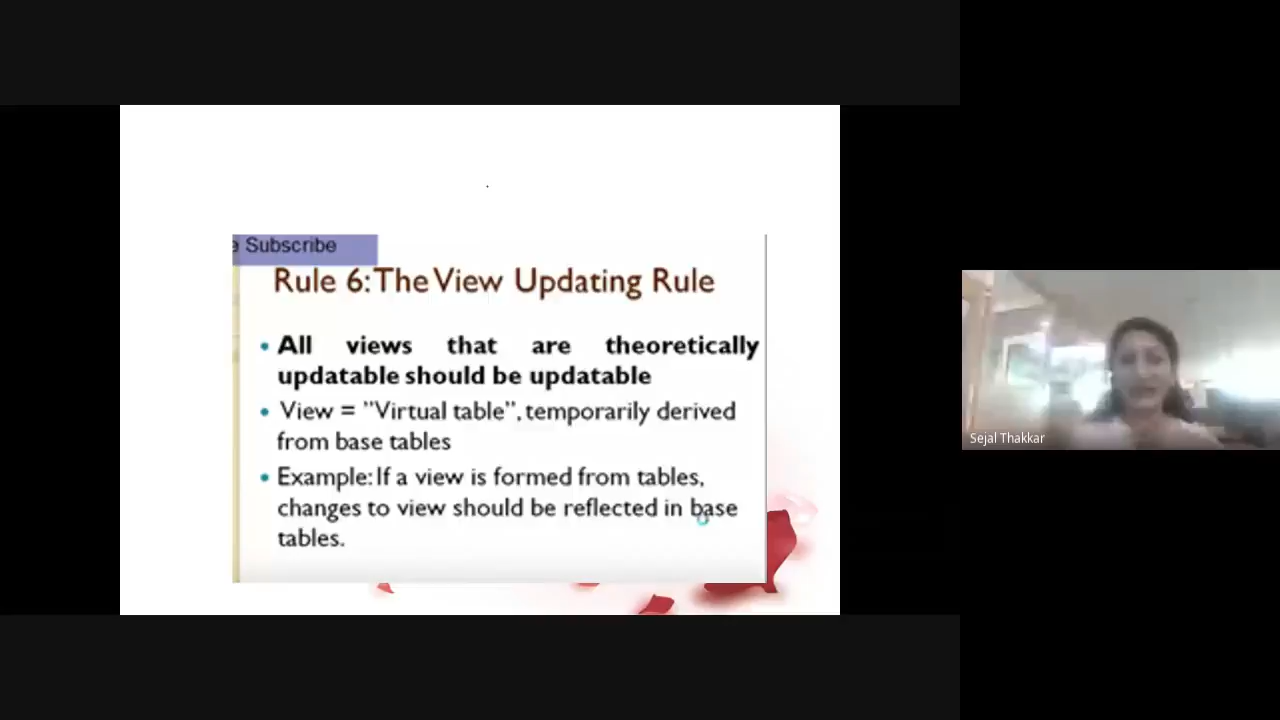 e Subscribe
Rule 6: The View Updating Rule
• All views that are theoretically
updatable should be updatable
• View = ”Virtual table”, temporarily derived
from base tables
• Example: If a view is formed from tables,
changes to view should be reflected in base
tables.
Sejal Thakkar